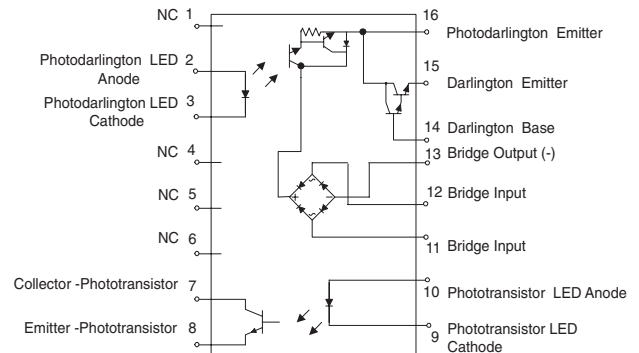 NC 1
Photodarlington LED 2
Anode
Photodarlington LED 3
Cathode
NC 4
NC 5
NC 6
Collector -Phototransistor 7
Emitter -Phototransistor 8
16
Photodarlington Emitter
15
Darlington Emitter
14 Darlington Base
13 Bridge Output (-)
12 Bridge Input
11 Bridge Input
10 Phototransistor LED Anode
9 Phototransistor LED
Cathode
+ ~ ~ −